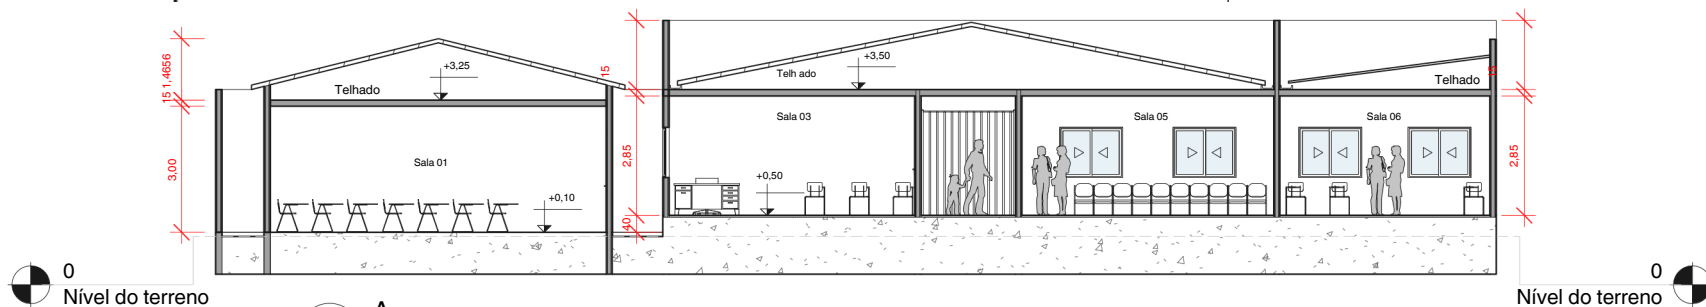 +3,25
+3,50
Telhado
Telh ado
Telhado
15 1,4656
15
15
Sala 03
Sala 05
Sala 06
Sala 01
3,00
2,85
2,85
+0,50
+0,10
40
0
Nível do terreno
0
Nível do terreno